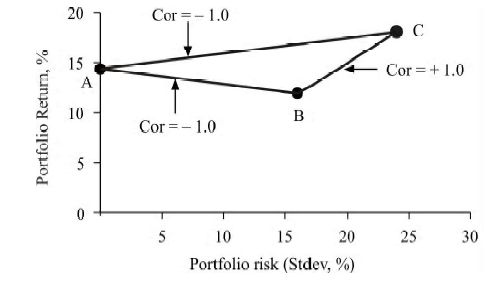 20
Cor = – 1.0
C
15
Cor = + 1.0
A
10
B
Cor = – 1.0
5
0
5 10 15 20 25 30
Portfolio Return, %
Portfolio risk (Stdev, %)